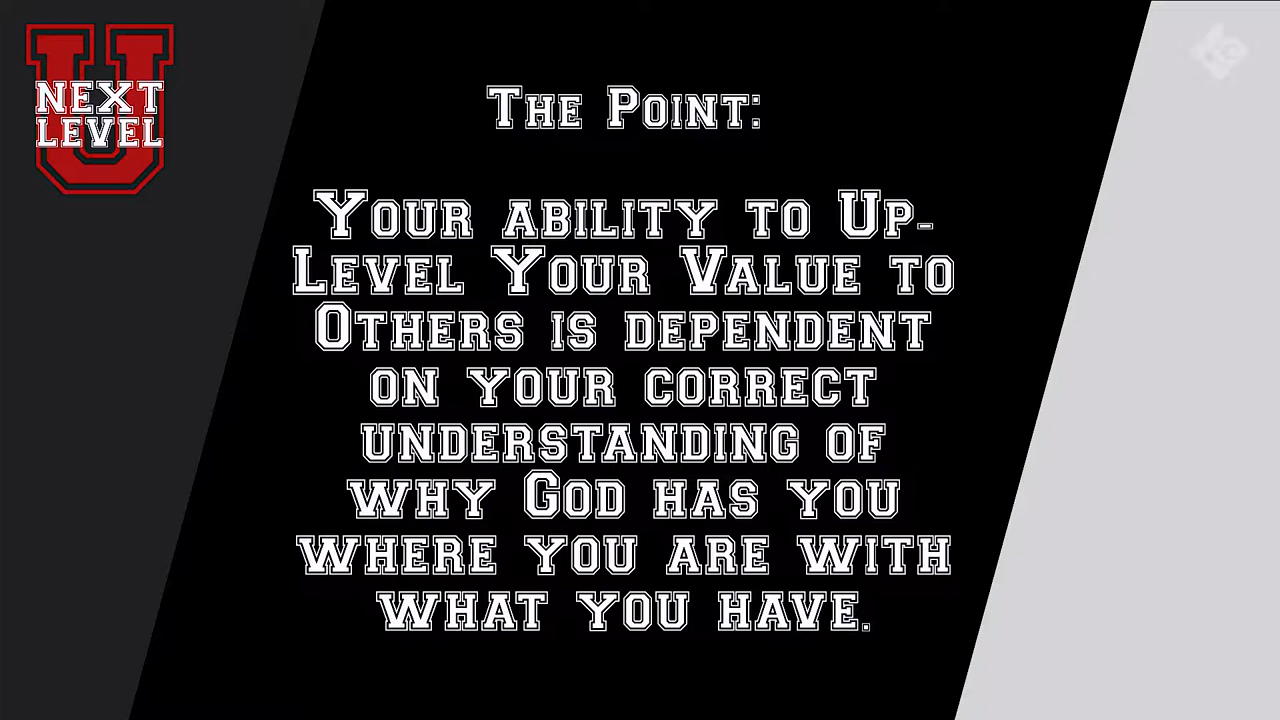 NEXT
LEVEL
U
The Point:
Your ability to Up-
Level Your Value to
Others is dependent
on your correct
understanding of
why God has you
where you are with
what you have.